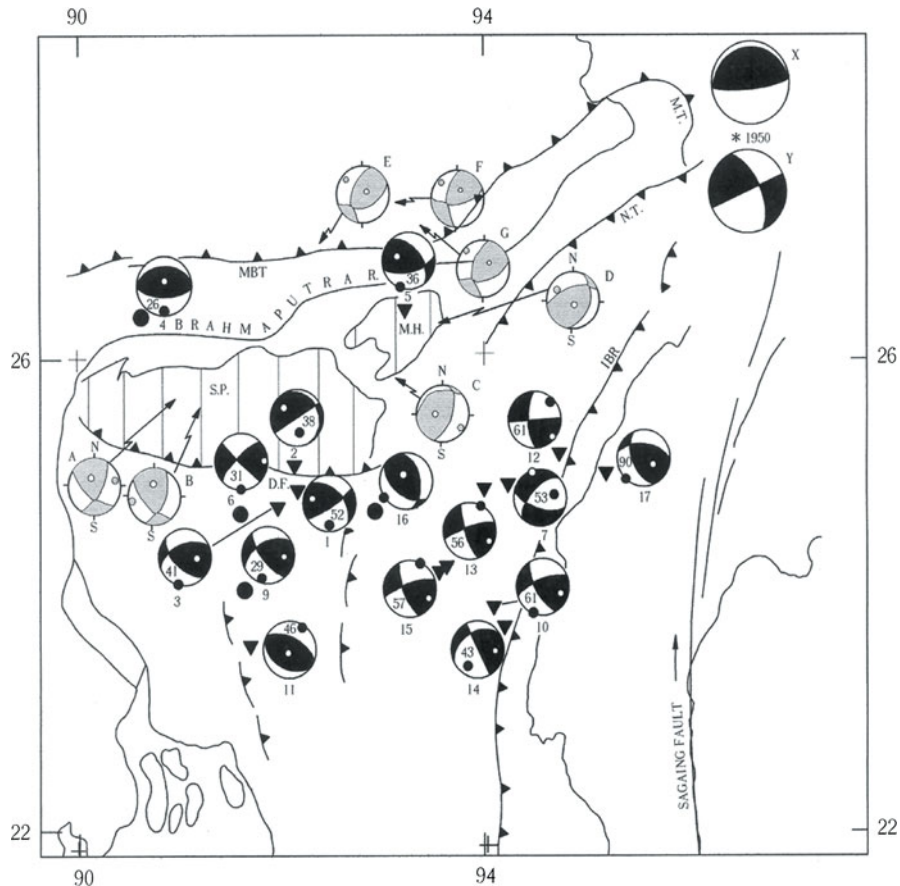 90 94
X
M.T.
* 1950
E F
Y
N.T.
G
N
D
MBT
36
5
26
4
BRAHMAPUTRA R.
M.H.
S
26 26
IBR
S.P.
N
C
S
38
2
61
12
A N
B
S S
31
6
D.F.
52
1
16
53
7
90
17
56
13
41
3
29
9
57
15
61
10
46
11
43
14
SAGAING FAULT
22 22
90 94